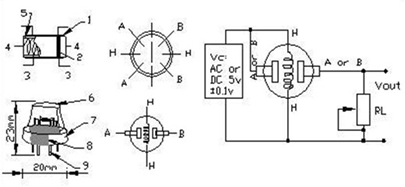 5
1
4
4
2
3
3
A
B
H
H
A
B
6
7
8
9
23mm
20mm
H
A
B
H
Vc:
AC or
DC 5v
±0.1v
A or B
H
A or B
H
Vout
RL